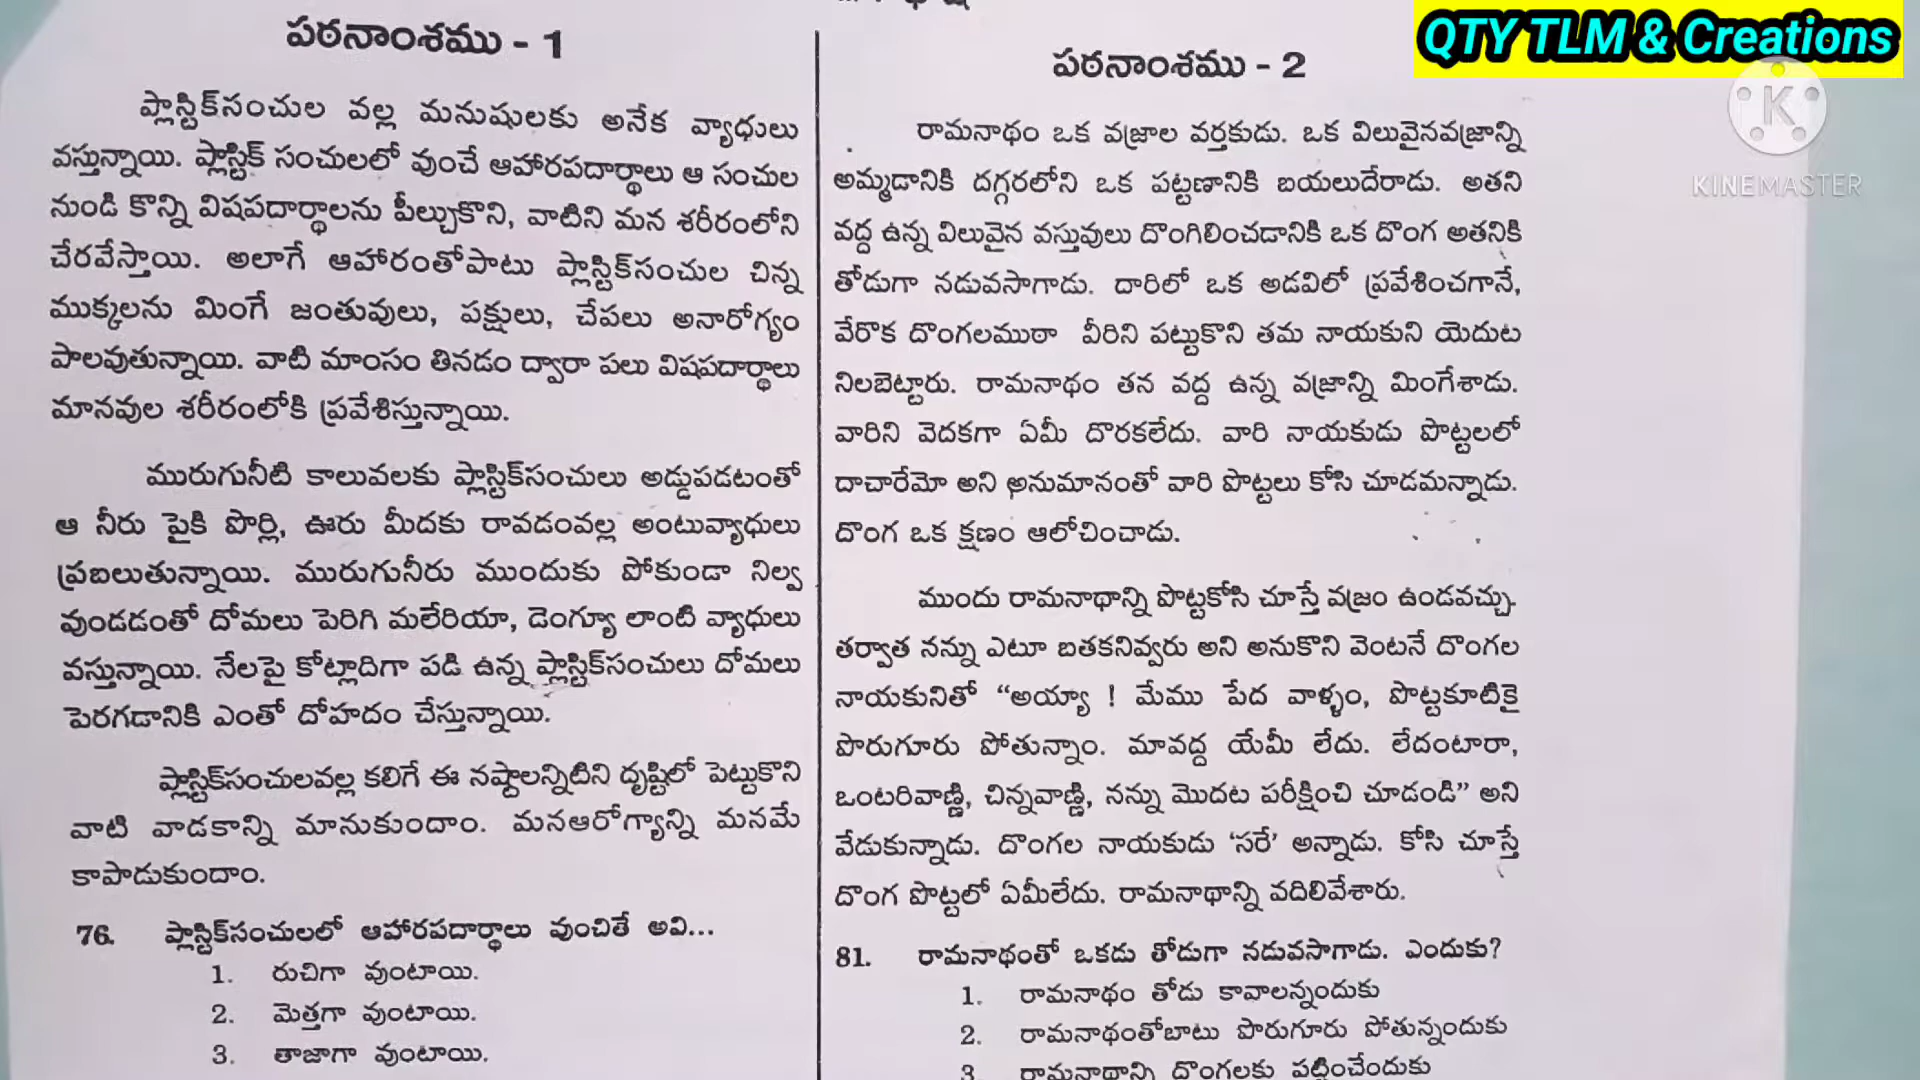 QTY TLM & Creations
KINEMASTER
పఠనాంశము - 1
ప్లాస్టిక్‌సంచుల వల్ల మనుషులకు అనేక వ్యాధులు
వస్తున్నాయి. ప్లాస్టిక్ సంచులలో వుంచే ఆహారపదార్థాలు ఆ సంచుల
నుండి కొన్ని విషపదార్థాలను పీల్చుకొని, వాటిని మన శరీరంలోని
చేరవేస్తాయి. అలాగే ఆహారంతోపాటు ప్లాస్టిక్‌సంచుల చిన్న
ముక్కలను మింగే జంతువులు, పక్షులు, చేపలు అనారోగ్యం
పాలవుతున్నాయి. వాటి మాంసం తినడం ద్వారా పలు విషపదార్థాలు
మానవుల శరీరంలోకి ప్రవేశిస్తున్నాయి.
మురుగునీటి కాలువలకు ప్లాస్టిక్‌సంచులు అడ్డుపడటంతో
ఆ నీరు పైకి పొర్లి, ఊరు మీదకు రావడంవల్ల అంటువ్యాధులు
ప్రబలుతున్నాయి. మురుగునీరు ముందుకు పోకుండా నిల్వ
వుండడంతో దోమలు పెరిగి మలేరియా, డెంగ్యూ లాంటి వ్యాధులు
వస్తున్నాయి. నేలపై కోట్లాదిగా పడి ఉన్న ప్లాస్టిక్‌సంచులు దోమలు
పెరగడానికి ఎంతో దోహదం చేస్తున్నాయి.
ప్లాస్టిక్‌సంచులవల్ల కలిగే ఈ నష్టాలన్నిటిని దృష్టిలో పెట్టుకొని
వాటి వాడకాన్ని మానుకుందాం. మనఆరోగ్యాన్ని మనమే
కాపాడుకుందాం.
76. ప్లాస్టిక్‌సంచులలో ఆహారపదార్థాలు వుంచితే అవి...
1. రుచిగా వుంటాయి.
2. మెత్తగా వుంటాయి.
3. తాజాగా వుంటాయి.
పఠనాంశము - 2
రామనాథం ఒక వజ్రాల వర్తకుడు. ఒక విలువైనవజ్రాన్ని
అమ్మడానికి దగ్గరలోని ఒక పట్టణానికి బయలుదేరాడు. అతని
వద్ద ఉన్న విలువైన వస్తువులు దొంగిలించడానికి ఒక దొంగ అతనికి
తోడుగా నడువసాగాడు. దారిలో ఒక అడవిలో ప్రవేశించగానే,
వేరొక దొంగలముఠా వీరిని పట్టుకొని తమ నాయకుని యెదుట
నిలబెట్టారు. రామనాథం తన వద్ద ఉన్న వజ్రాన్ని మింగేశాడు.
వారిని వెదకగా ఏమీ దొరకలేదు. వారి నాయకుడు పొట్టలలో
దాచారేమో అని అనుమానంతో వారి పొట్టలు కోసి చూడమన్నాడు.
దొంగ ఒక క్షణం ఆలోచించాడు.
ముందు రామనాథాన్ని పొట్టకోసి చూస్తే వజ్రం ఉండవచ్చు.
తర్వాత నన్ను ఎటూ బతకనివ్వరు అని అనుకొని వెంటనే దొంగల
నాయకునితో “అయ్యా ! మేము పేద వాళ్ళం, పొట్టకూటికై
పొరుగూరు పోతున్నాం. మావద్ద యేమీ లేదు. లేదంటారా,
ఒంటరివాణ్ణి, చిన్నవాణ్ణి, నన్ను మొదట పరీక్షించి చూడండి” అని
వేడుకున్నాడు. దొంగల నాయకుడు ‘సరే’ అన్నాడు. కోసి చూస్తే
దొంగ పొట్టలో ఏమీలేదు. రామనాథాన్ని వదిలివేశారు.
81. రామనాథంతో ఒకడు తోడుగా నడువసాగాడు. ఎందుకు?
1. రామనాథం తోడు కావాలన్నందుకు
2. రామనాథంతోబాటు పొరుగూరు పోతున్నందుకు
3. రామనాథాన్ని దొంగలకు పట్టించేందుకు